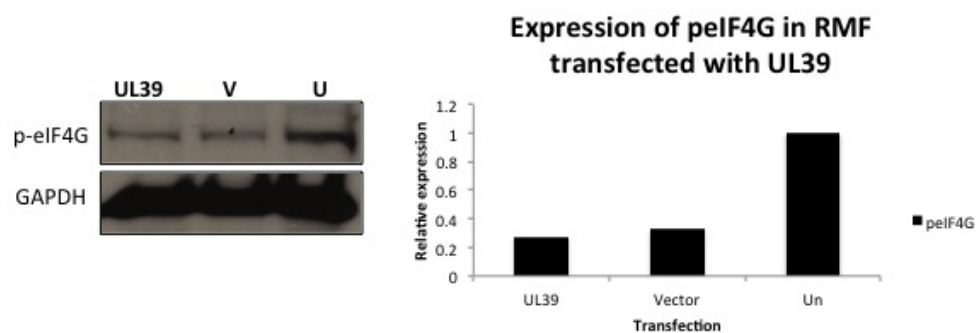 UL39 V U
p-eIF4G
GAPDH
Expression of peIF4G in RMF
transfected with UL39
Relative expression
1.2
1
0.8
0.6
0.4
0.2
0
UL39 Vector Un
Transfection
peIF4G